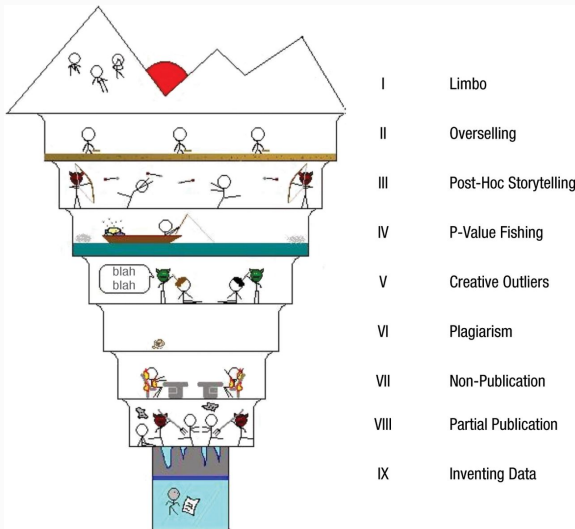 I Limbo
II Overselling
III Post-Hoc Storytelling
IV P-Value Fishing
blah
blah
V Creative Outliers
VI Plagiarism
VII Non-Publication
VIII Partial Publication
IX Inventing Data